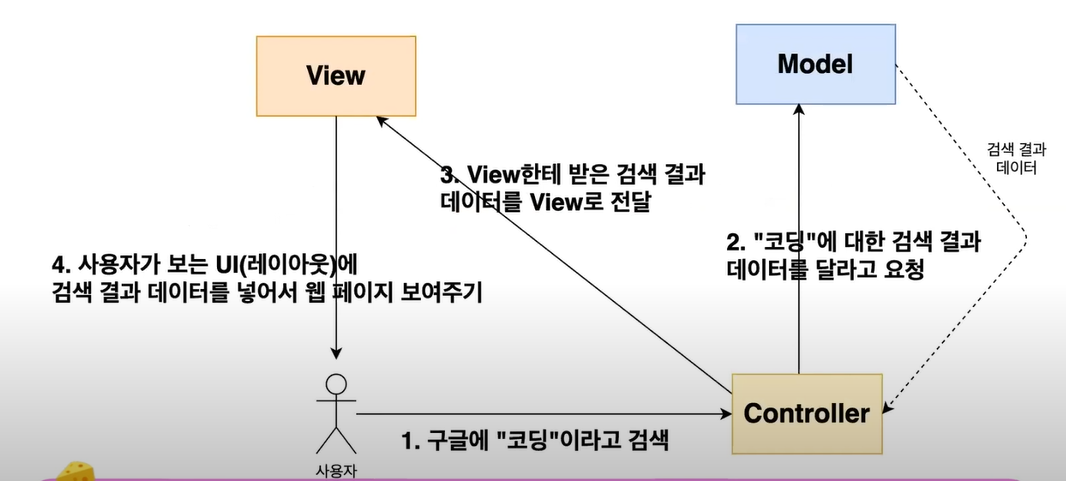 View
Model
검색 결과
데이터
3. View한테 받은 검색 결과
데이터를 View로 전달
2. "코딩"에 대한 검색 결과
데이터를 달라고 요청
4. 사용자가 보는 UI(레이아웃)에
검색 결과 데이터를 넣어서 웹 페이지 보여주기
Controller
1. 구글에 "코딩"이라고 검색
사용자